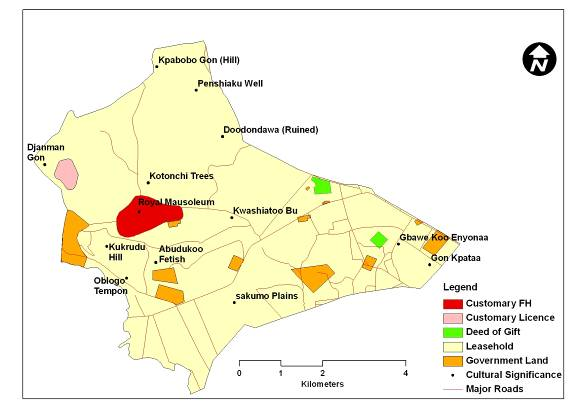 N
Kpabobo Gon (Hill)
Penshiaku Well
Doodondawa (Ruined)
Djanman
Gon
Kotonchi Trees
Royal Mausoleum
Kwashiatoo Bu
Gbawe Koo Enyonaa
Kukrudu
Hill
Abudukoo
Fetish
Gon Kpataa
Oblogo
Tempon
sakumo Plains
Legend
Customary FH
Customary Licence
Deed of Gift
Leasehold
Government Land
Cultural Significance
Major Roads
0 1 2 4
Kilometers